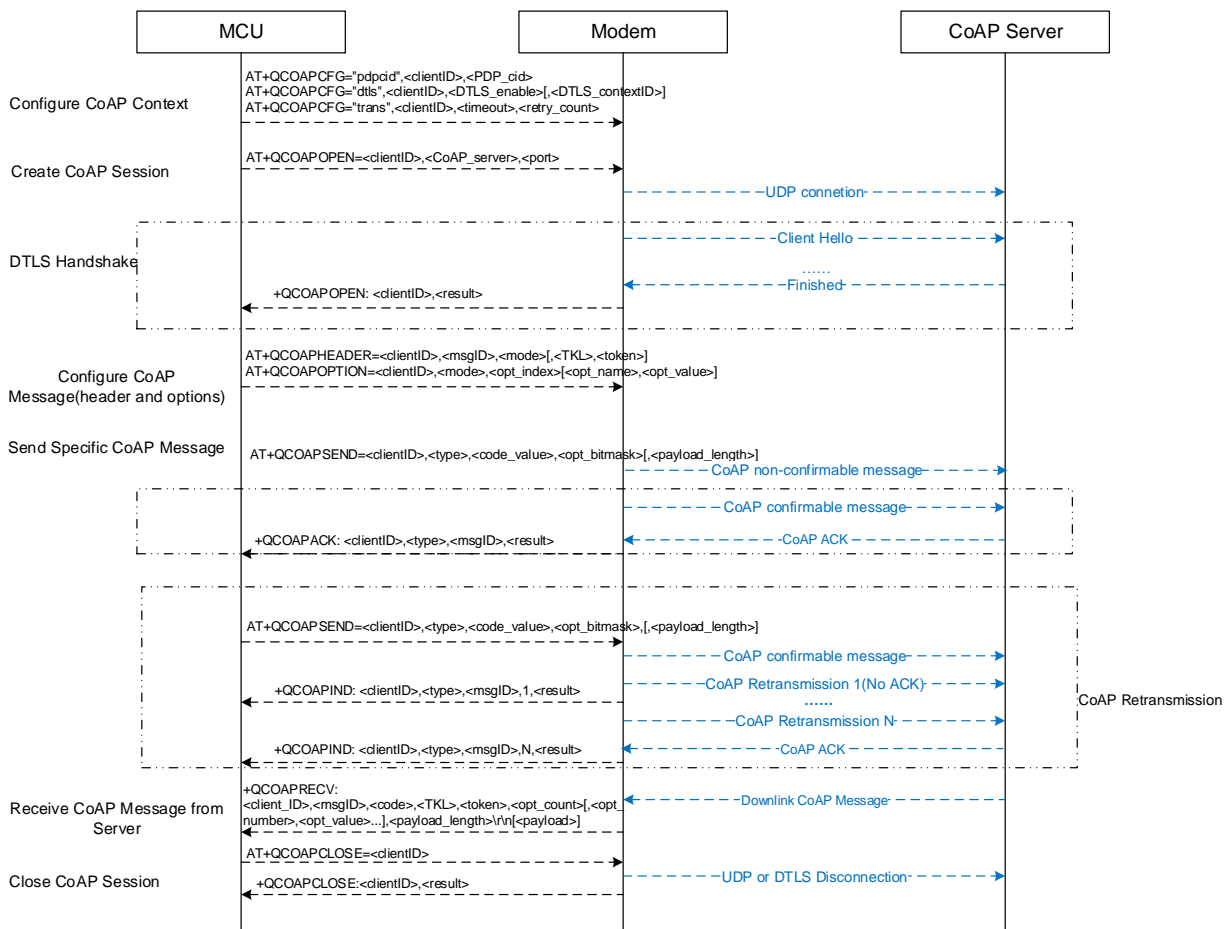 MCU
Modem
CoAP Server
AT+QCOAPCFG="pdpcid",<clientID>,<PDP_cid>
AT+QCOAPCFG="dtls",<clientID>,<DTLS_enable>[,<DTLS_contextID>]
AT+QCOAPCFG="trans",<clientID>,<timeout>,<retry_count>
Configure CoAP Context
AT+QCOAPOPEN=<clientID>,<CoAP_server>,<port>
Create CoAP Session
UDP connetion
Client Hello
DTLS Handshake
......
Finished
+QCOAPOPEN: <clientID>,<result>
AT+QCOAPHEADER=<clientID>,<msgID>,<mode>[,<TKL>,<token>]
AT+QCOAPOPTION=<clientID>,<mode>,<opt_index>[<opt_name>,<opt_value>]
Configure CoAP
Message(header and options)
Send Specific CoAP Message
AT+QCOAPSEND=<clientID>,<type>,<code_value>,<opt_bitmask>[,<payload_length>]
CoAP non-confirmable message
CoAP confirmable message
+QCOAPACK: <clientID>,<type>,<msgID>,<result>
CoAP ACK
AT+QCOAPSEND=<clientID>,<type>,<code_value>,<opt_bitmask>,[,<payload_length>]
CoAP confirmable message
+QCOAPIND: <clientID>,<type>,<msgID>,1,<result>
CoAP Retransmission 1(No ACK)
......
CoAP Retransmission
CoAP Retransmission N
+QCOAPIND: <clientID>,<type>,<msgID>,N,<result>
CoAP ACK
+QCOAPRECV:
<client_ID>,<msgID>,<code>,<TKL>,<token>,<opt_count>[,<opt_
number>,<opt_value>...],<payload_length>\r\n[<payload>]
Downlink CoAP Message
Receive CoAP Message from
Server
AT+QCOAPCLOSE=<clientID>
Close CoAP Session
+QCOAPCLOSE:<clientID>,<result>
UDP or DTLS Disconnection